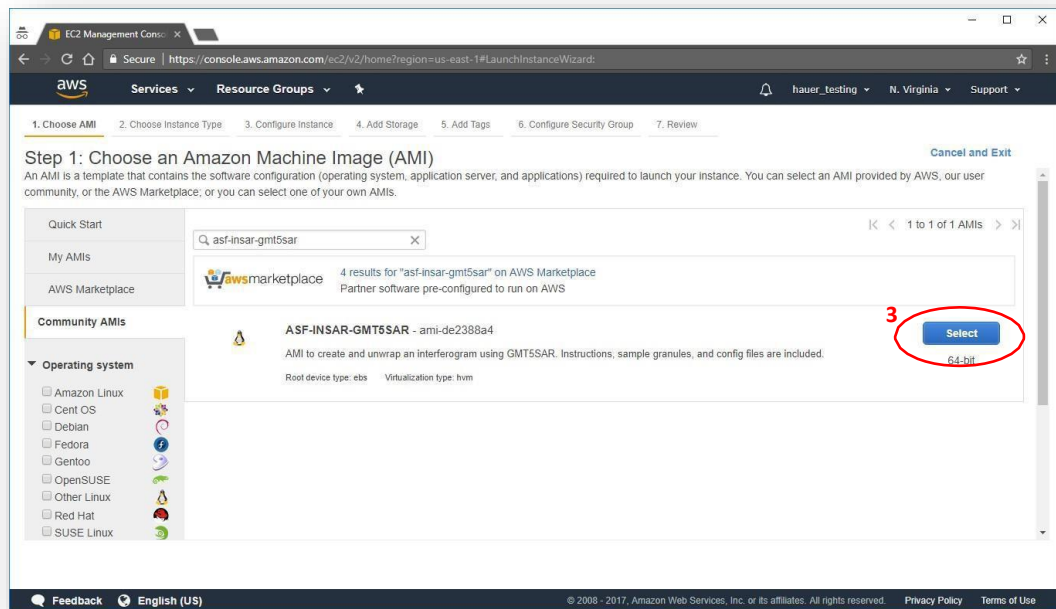 EC2 Management Conso
Secure | https://console.aws.amazon.com/ec2/v2/home?region=us-east-1#LaunchInstanceWizard:
aws Services Resource Groups hauer_testing N. Virginia Support
1. Choose AMI 2. Choose Instance Type 3. Configure Instance 4. Add Storage 5. Add Tags 6. Configure Security Group 7. Review
Step 1: Choose an Amazon Machine Image (AMI)
Cancel and Exit
An AMI is a template that contains the software configuration (operating system, application server, and applications) required to launch your instance. You can select an AMI provided by AWS, our user
community, or the AWS Marketplace; or you can select one of your own AMIs.
Quick Start
My AMIs
AWS Marketplace
Community AMIs
Operating system
Amazon Linux
Cent OS
Debian
Fedora
Gentoo
OpenSUSE
Other Linux
Red Hat
SUSE Linux
1 to 1 of 1 AMIs
asf-insar-gmt5sar
awsmarketplace
4 results for "asf-insar-gmt5sar" on AWS Marketplace
Partner software pre-configured to run on AWS
ASF-INSAR-GMT5SAR - ami-de2388a4
AMI to create and unwrap an interferogram using GMT5SAR. Instructions, sample granules, and config files are included.
Root device type: ebs Virtualization type: hvm
3
Select
64-bit
Feedback English (US) © 2008 - 2017, Amazon Web Services, Inc. or its affiliates. All rights reserved. Privacy Policy Terms of Use